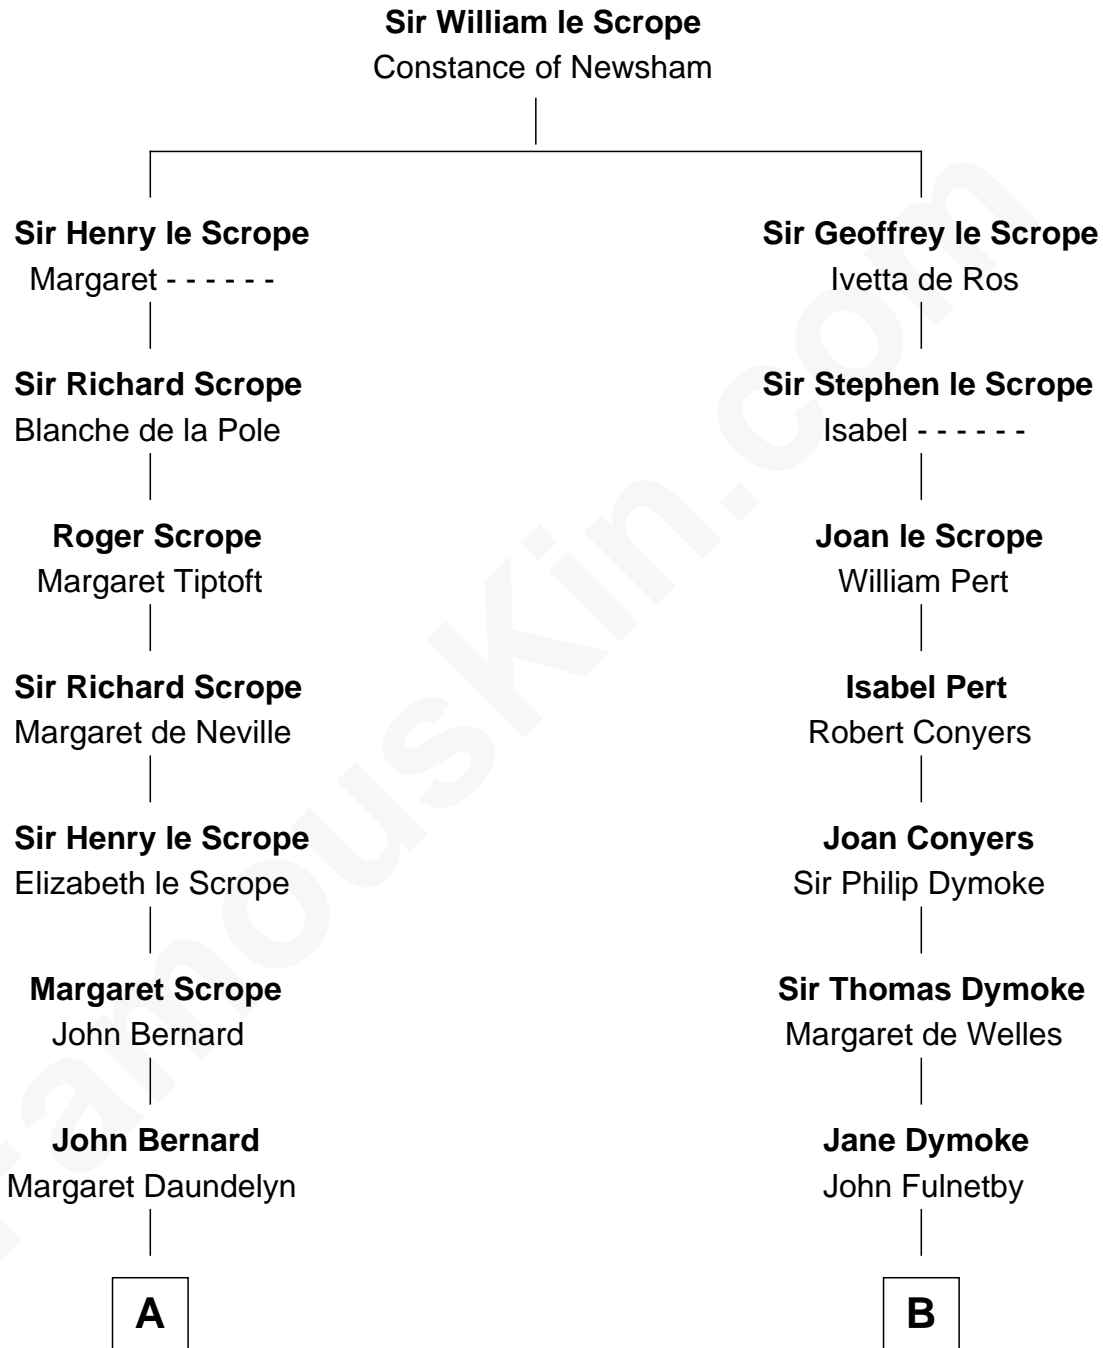 Sir William le Scrope
Constance of Newsham
Sir Henry le Scrope
Margaret - - - - - -
Sir Geoffrey le Scrope
Ivetta de Ros
Sir Richard Scrope
Blanche de la Pole
Sir Stephen le Scrope
Isabel - - - - - -
Roger Scrope
Margaret Tiptoft
Joan le Scrope
William Pert
Sir Richard Scrope
Margaret de Neville
Isabel Pert
Robert Conyers
Sir Henry le Scrope
Elizabeth le Scrope
Joan Conyers
Sir Philip Dymoke
Margaret Scrope
John Bernard
Sir Thomas Dymoke
Margaret de Welles
John Bernard
Margaret Daundelyn
Jane Dymoke
John Fulnetby
A
B
FamousKin.com